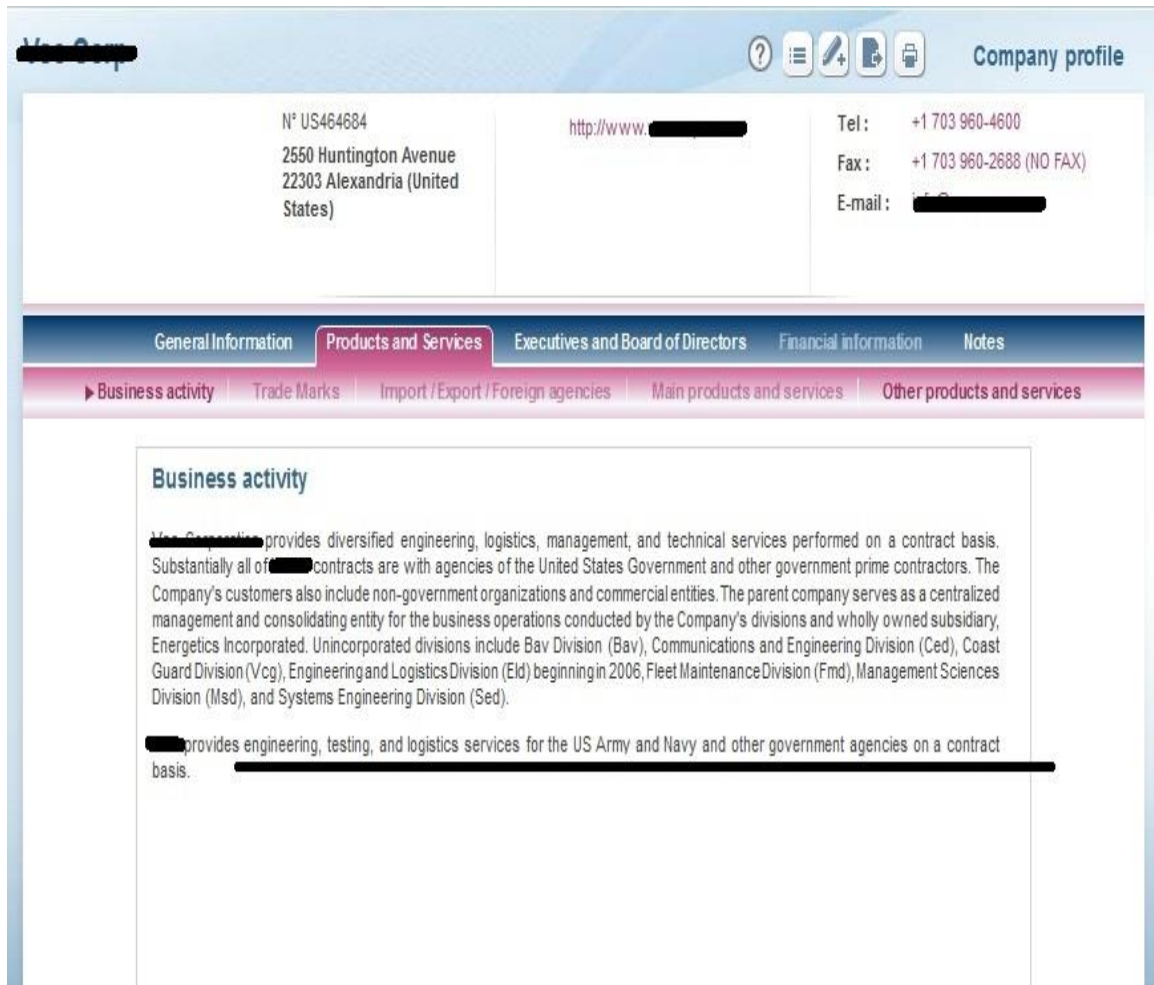 Company profile
N° US464684
2550 Huntington Avenue
22303 Alexandria (United
States)
http://www.
Tel : +1 703 960-4600
Fax : +1 703 960-2688 (NO FAX)
E-mail :
General Information Products and Services Executives and Board of Directors Financial information Notes
Business activity Trade Marks Import / Export / Foreign agencies Main products and services Other products and services
Business activity
provides diversified engineering, logistics, management, and technical services performed on a contract basis.
Substantially all of contracts are with agencies of the United States Government and other government prime contractors. The
Company's customers also include non-government organizations and commercial entities. The parent company serves as a centralized
management and consolidating entity for the business operations conducted by the Company's divisions and wholly owned subsidiary,
Energetics Incorporated. Unincorporated divisions include Bav Division (Bav), Communications and Engineering Division (Ced), Coast
Guard Division (Vcg), Engineering and Logistics Division (Eld) beginning in 2006, Fleet Maintenance Division (Fmd), Management Sciences
Division (Msd), and Systems Engineering Division (Sed).
provides engineering, testing, and logistics services for the US Army and Navy and other government agencies on a contract
basis.